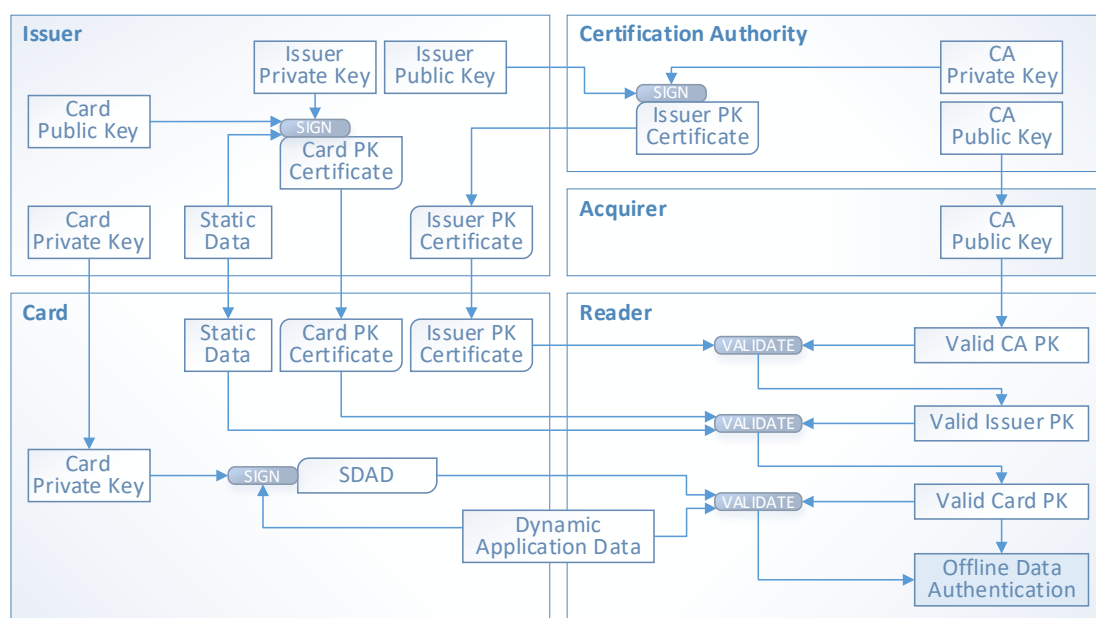 Issuer
Issuer
Private Key
Issuer
Public Key
Card
Public Key
SIGN
Card PK
Certificate
Card
Private Key
Static
Data
Issuer PK
Certificate
Certification Authority
CA
Private Key
SIGN
Issuer PK
Certificate
CA
Public Key
Acquirer
CA
Public Key
Card
Static
Data
Card PK
Certificate
Issuer PK
Certificate
Card
Private Key
SIGN
SDAD
Dynamic
Application Data
Reader
VALIDATE
Valid CA PK
VALIDATE
Valid Issuer PK
VALIDATE
Valid Card PK
Offline Data
Authentication